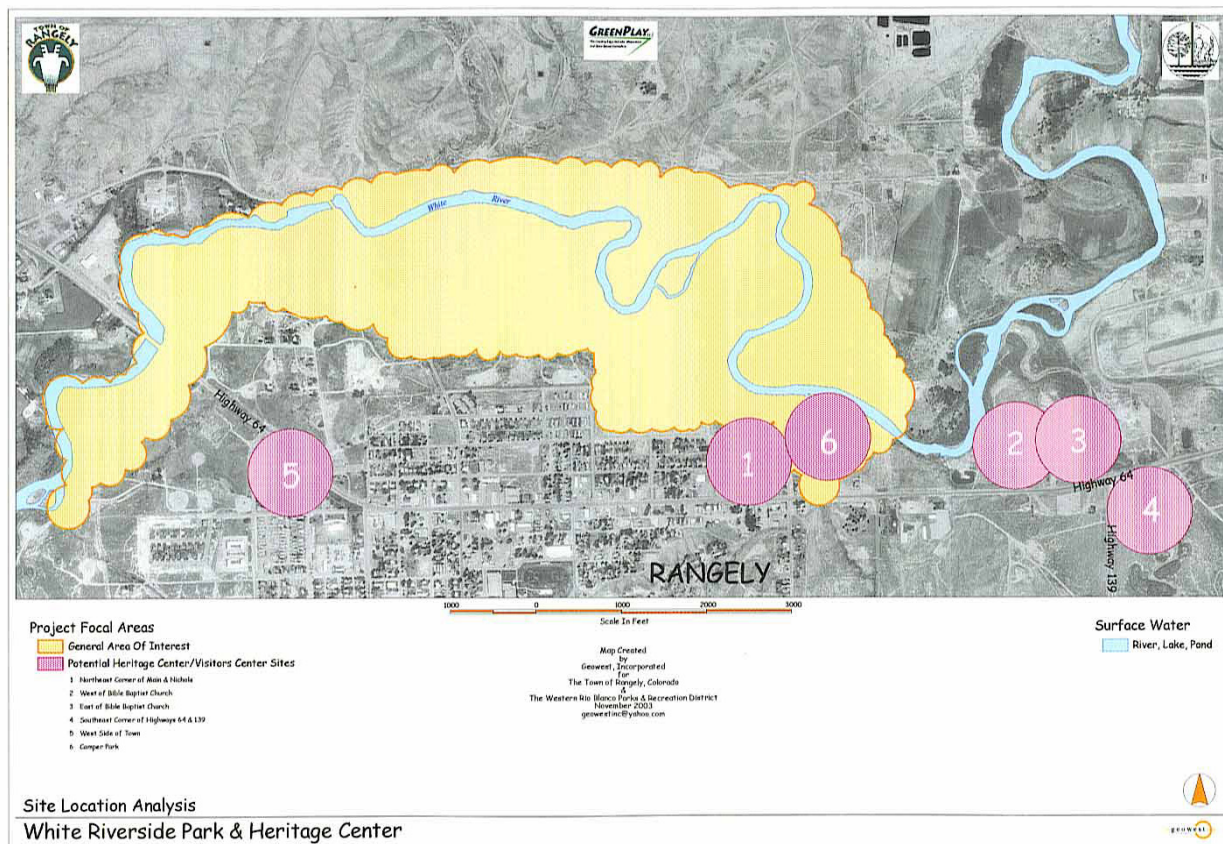 TOWN OF
RANGELY
GREENPLAY LLC
White River
Highway 64
5
1
6
2
3
Highway 64
4
Highway 139
RANGELY
1000 0 1000 2000 3000
Scale In Feet
Project Focal Areas
General Area Of Interest
Potential Heritage Center/Visitors Center Sites
1 Northeast Corner of Main & Nichols
2 West of Bible Baptist Church
3 East of Bible Baptist Church
4 Southeast Corner of Highways 64 & 139
5 West Side of Town
6 Camper Park
Map Created
by
Geowest, Incorporated
for
The Town of Rangely, Colorado
&
The Western Rio Blanco Parks & Recreation District
November 2003
geowestinc@yahoo.com
Surface Water
River, Lake, Pond
Site Location Analysis
White Riverside Park & Heritage Center
geowest